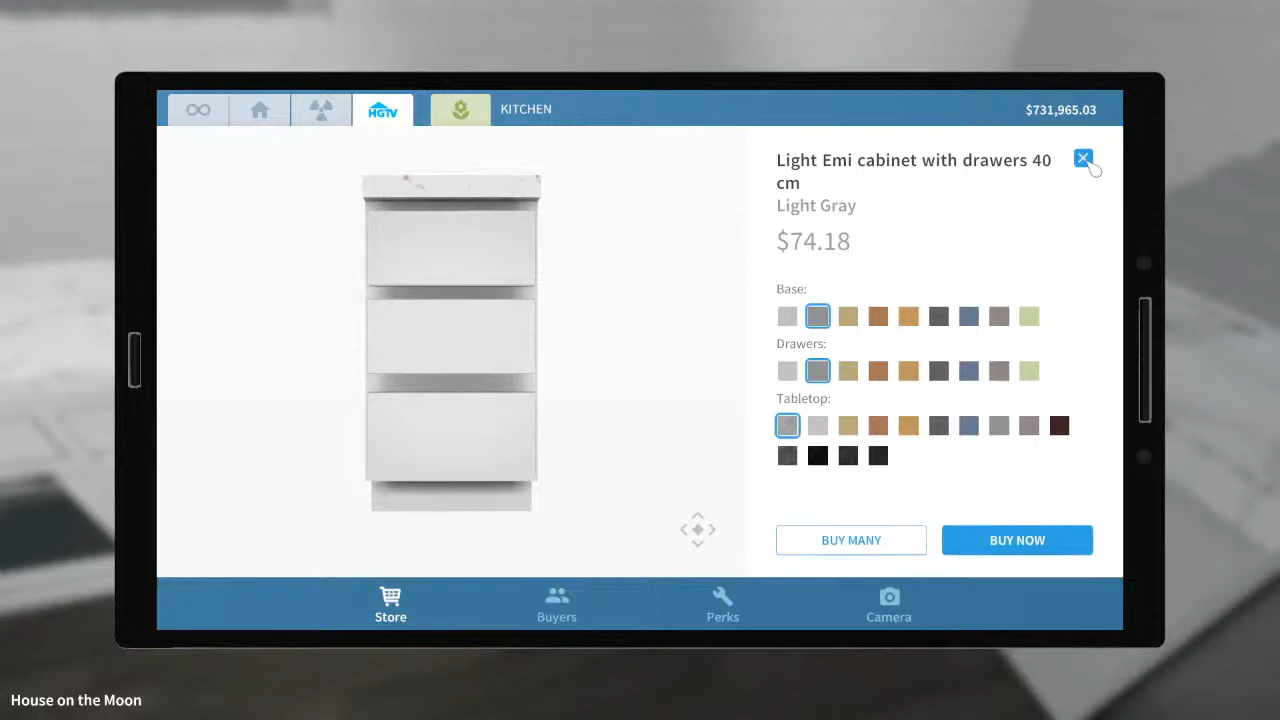 HGTV
KITCHEN
$731,965.03
Light Emi cabinet with drawers 40
cm
Light Gray
$74.18
Base:
Drawers:
Tabletop:
BUY MANY
BUY NOW
Store
Buyers
Perks
Camera
House on the Moon